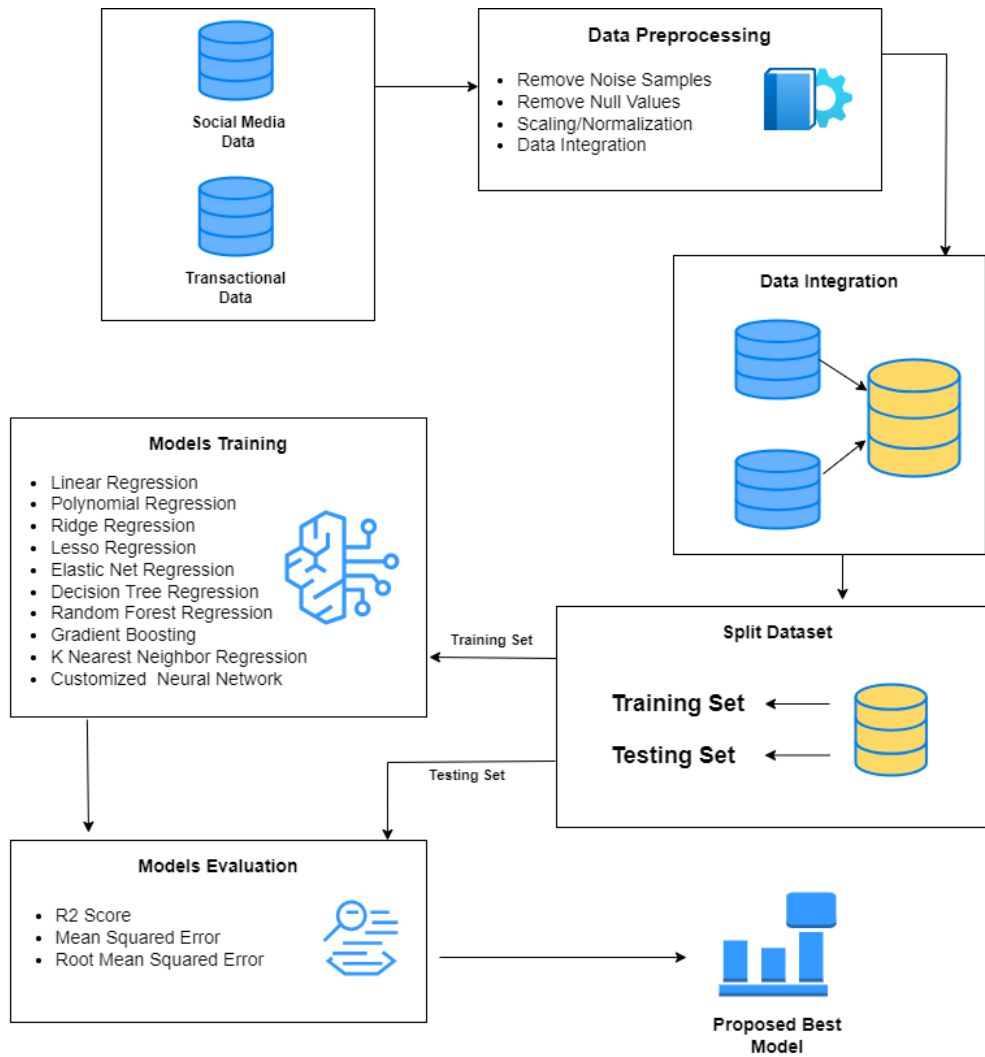 Social Media
Data
Transactional
Data
Data Preprocessing
• Remove Noise Samples
• Remove Null Values
• Scaling/Normalization
• Data Integration
Data Integration
Split Dataset
Training Set
Testing Set
Training Set
Testing Set
Models Training
• Linear Regression
• Polynomial Regression
• Ridge Regression
• Lesso Regression
• Elastic Net Regression
• Decision Tree Regression
• Random Forest Regression
• Gradient Boosting
• K Nearest Neighbor Regression
• Customized Neural Network
Models Evaluation
• R2 Score
• Mean Squared Error
• Root Mean Squared Error
Proposed Best
Model